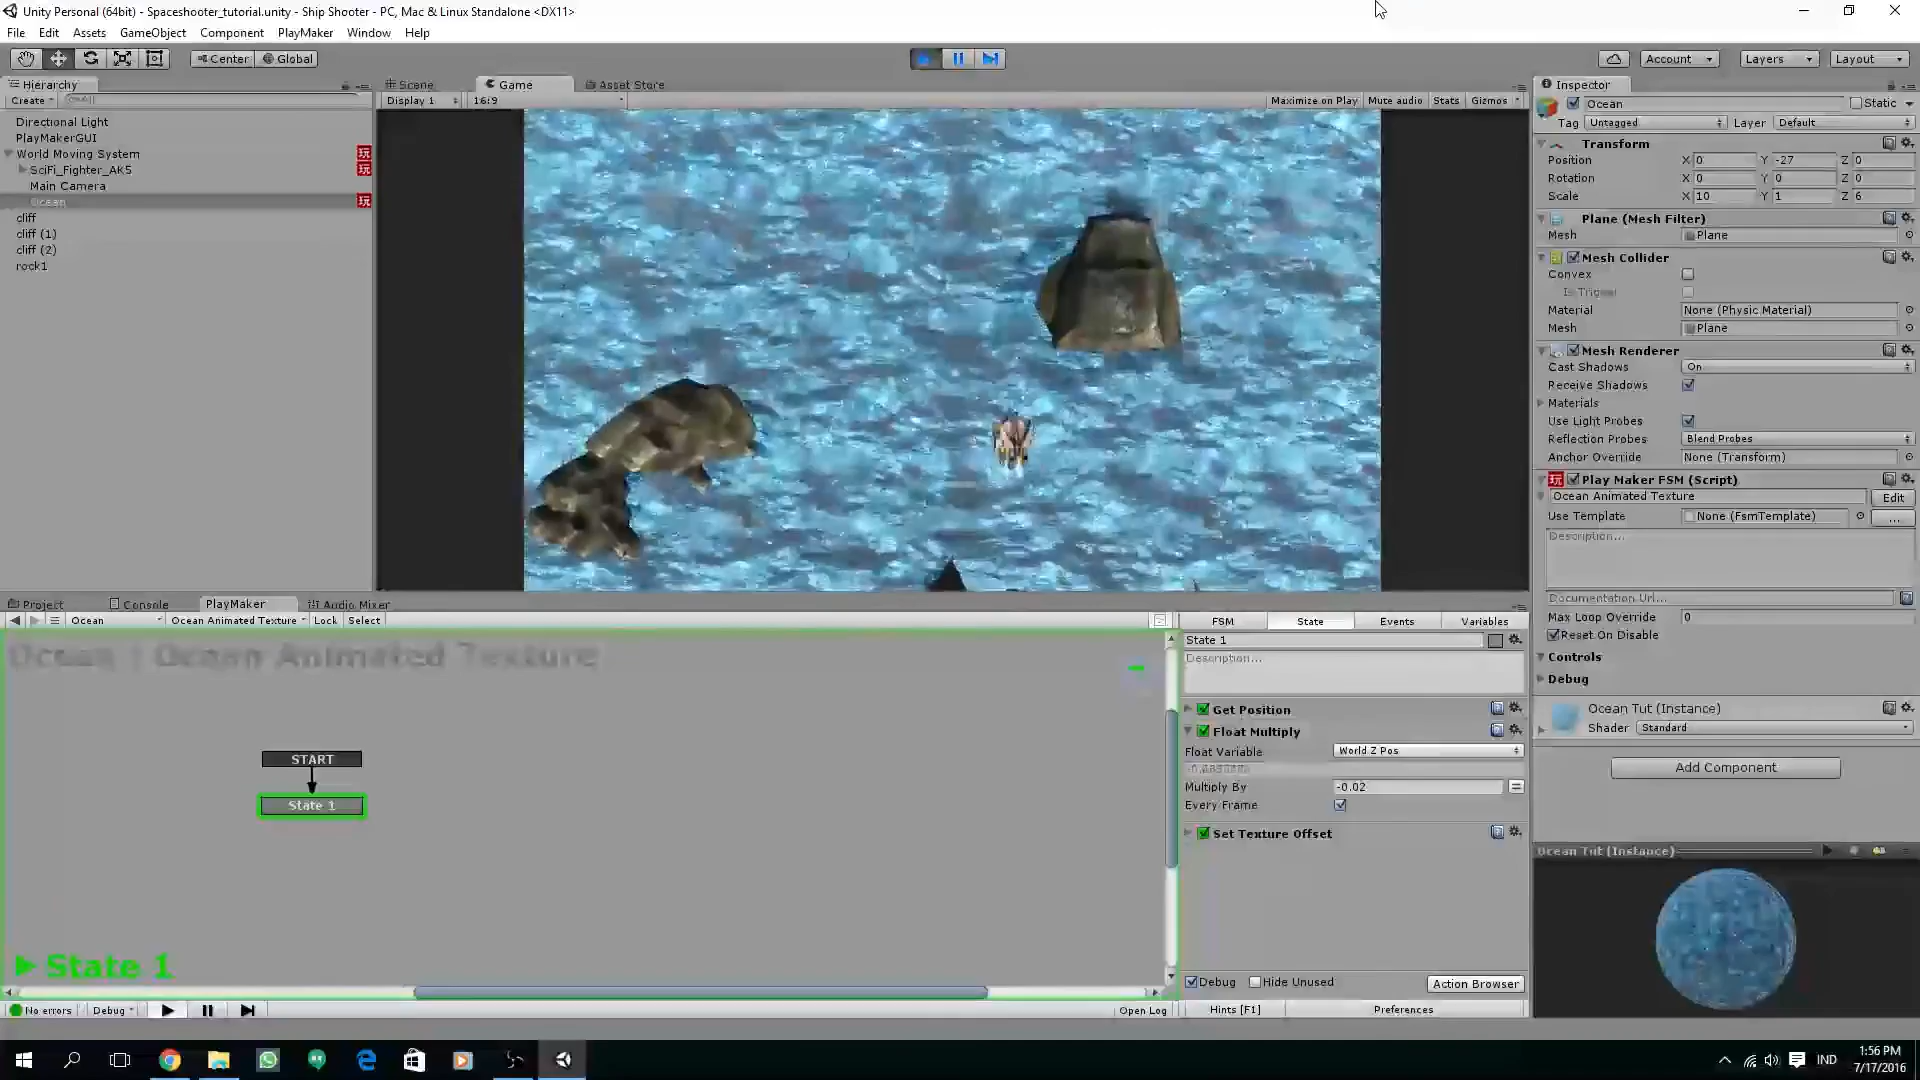 Unity Personal (64bit) - Spaceshooter_tutorial.unity - Ship Shooter - PC, Mac & Linux Standalone <DX11>
File Edit Assets GameObject Component PlayMaker Window Help
Center Global Account Layers Layout
Hierarchy Scene Game Asset Store Inspector
Create Display 1 16:9 Maximize on Play Mute audio Stats Gizmos
Ocean Static
Tag Untagged Layer Default
Directional Light
PlayMakerGUI
World Moving System
SciFi_Fighter_AK5
Main Camera
Ocean
cliff
cliff (1)
cliff (2)
rock1
Transform
Position X 0 Y -27 Z 0
Rotation X 0 Y 0 Z 0
Scale X 10 Y 1 Z 6
Plane (Mesh Filter)
Mesh Plane
Mesh Collider
Convex
Is Trigger
Material None (Physic Material)
Mesh Plane
Mesh Renderer
Cast Shadows On
Receive Shadows
Materials
Use Light Probes
Reflection Probes Blend Probes
Anchor Override None (Transform)
Play Maker FSM (Script)
Ocean Animated Texture Edit
Use Template None (FsmTemplate) ...
Description...
Documentation Url...
Max Loop Override 0
Reset On Disable
Controls
Debug
Ocean Tut (Instance)
Shader Standard
Add Component
Ocean Tut (Instance)
Project Console PlayMaker Audio Mixer
Ocean Ocean Animated Texture Lock Select
Ocean : Ocean Animated Texture
START
State 1
State 1
FSM State Events Variables
State 1
Description...
Get Position
Float Multiply
Float Variable World Z Pos
Multiply By -0.02
Every Frame
Set Texture Offset
Debug Hide Unused Action Browser
No errors Debug Open Log Hints [F1] Preferences
IND 1:56 PM
7/17/2016